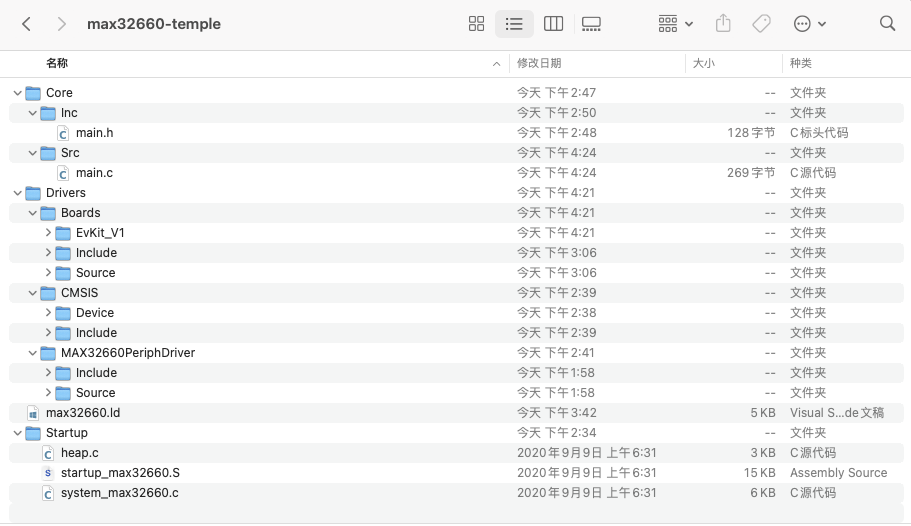 max32660-temple
名称 修改日期 大小 种类
Core 今天 下午2:47 -- 文件夹
Inc 今天 下午2:50 -- 文件夹
main.h 今天 下午2:48 128字节 C标头代码
Src 今天 下午4:24 -- 文件夹
main.c 今天 下午4:24 269字节 C源代码
Drivers 今天 下午4:21 -- 文件夹
Boards 今天 下午4:21 -- 文件夹
EvKit_V1 今天 下午4:21 -- 文件夹
Include 今天 下午3:06 -- 文件夹
Source 今天 下午3:06 -- 文件夹
CMSIS 今天 下午2:39 -- 文件夹
Device 今天 下午2:38 -- 文件夹
Include 今天 下午2:39 -- 文件夹
MAX32660PeriphDriver 今天 下午2:41 -- 文件夹
Include 今天 下午1:58 -- 文件夹
Source 今天 下午1:58 -- 文件夹
max32660.ld 今天 下午3:42 5 KB Visual S...de文稿
Startup 今天 下午2:34 -- 文件夹
heap.c 2020年9月9日 上午6:31 3 KB C源代码
startup_max32660.S 2020年9月9日 上午6:31 15 KB Assembly Source
system_max32660.c 2020年9月9日 上午6:31 6 KB C源代码